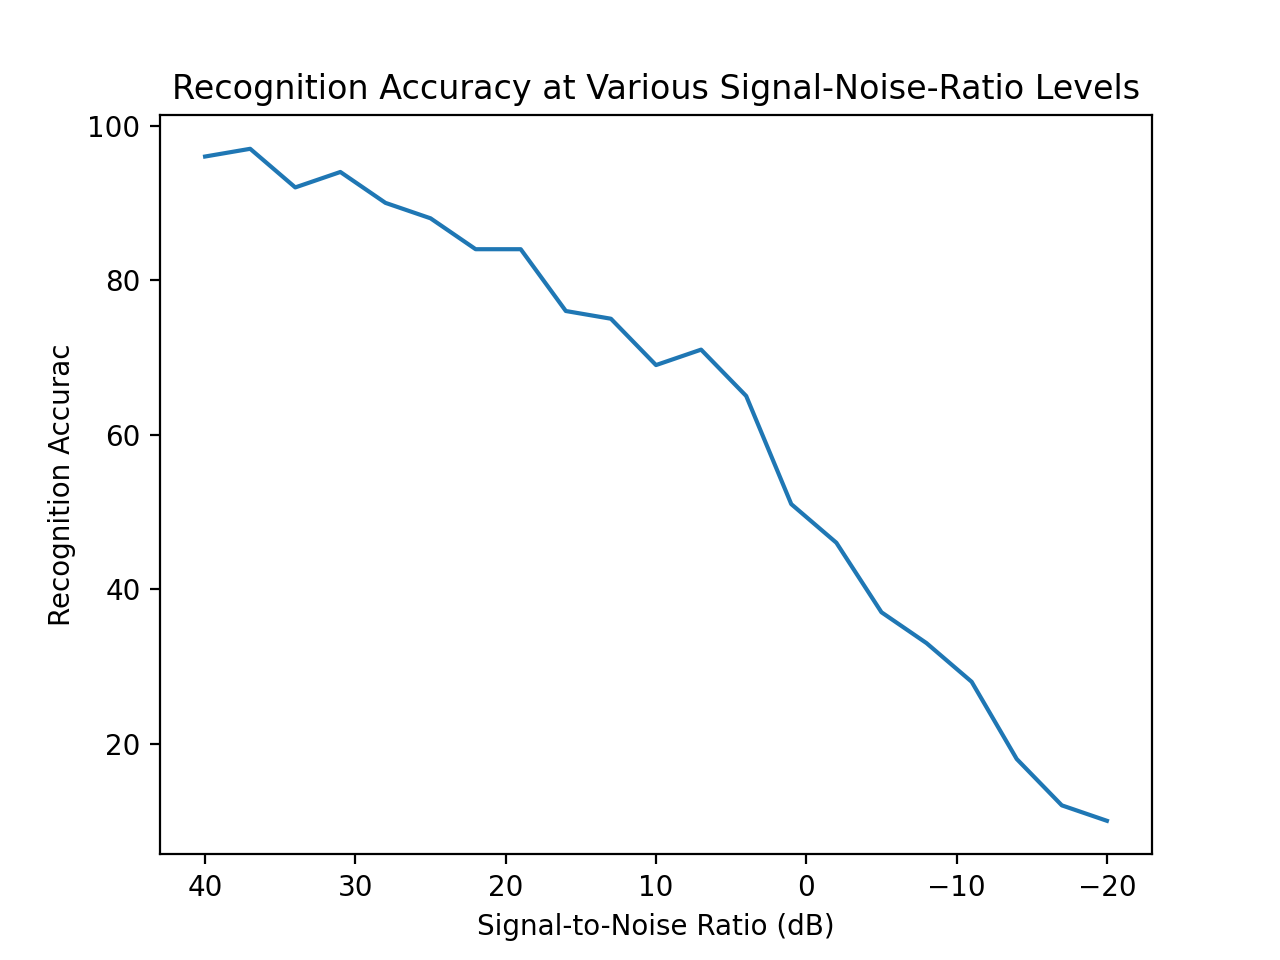 Recognition Accuracy at Various Signal-Noise-Ratio Levels
100
80
60
40
20
Recognition Accurac
40 30 20 10 0 −10 −20
Signal-to-Noise Ratio (dB)